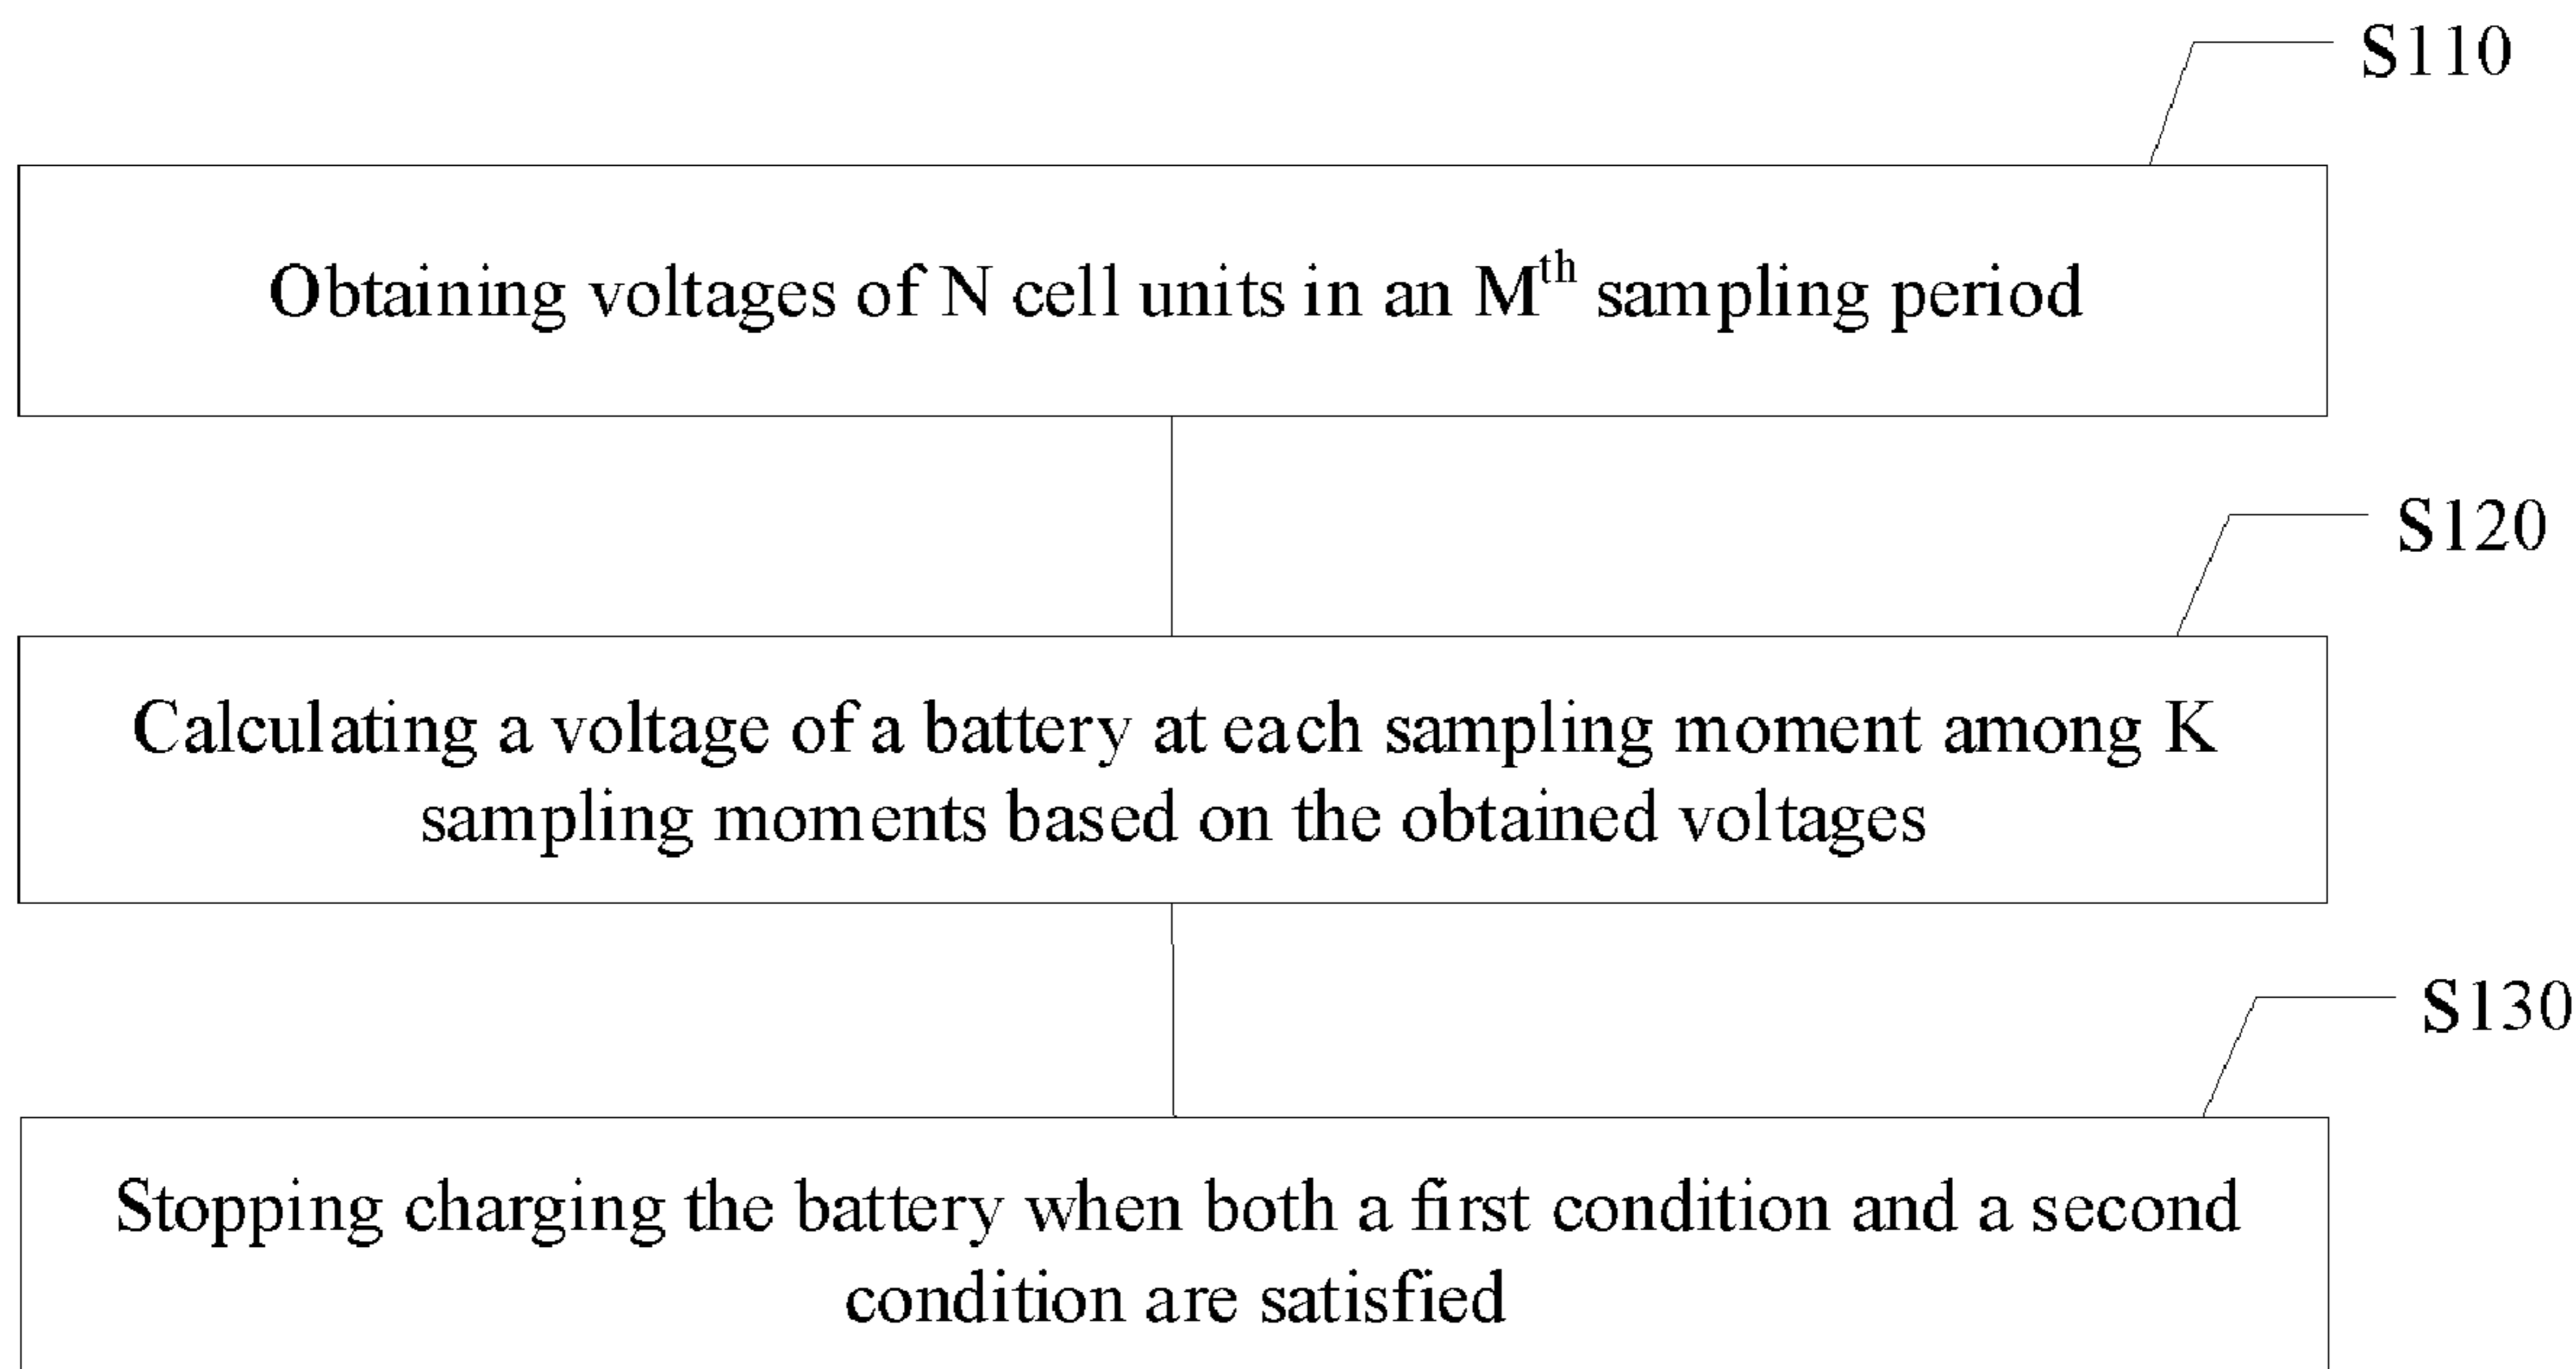 S110
Obtaining voltages of N cell units in an Mth sampling period
S120
Calculating a voltage of a battery at each sampling moment among K
sampling moments based on the obtained voltages
S130
Stopping charging the battery when both a first condition and a second
condition are satisfied